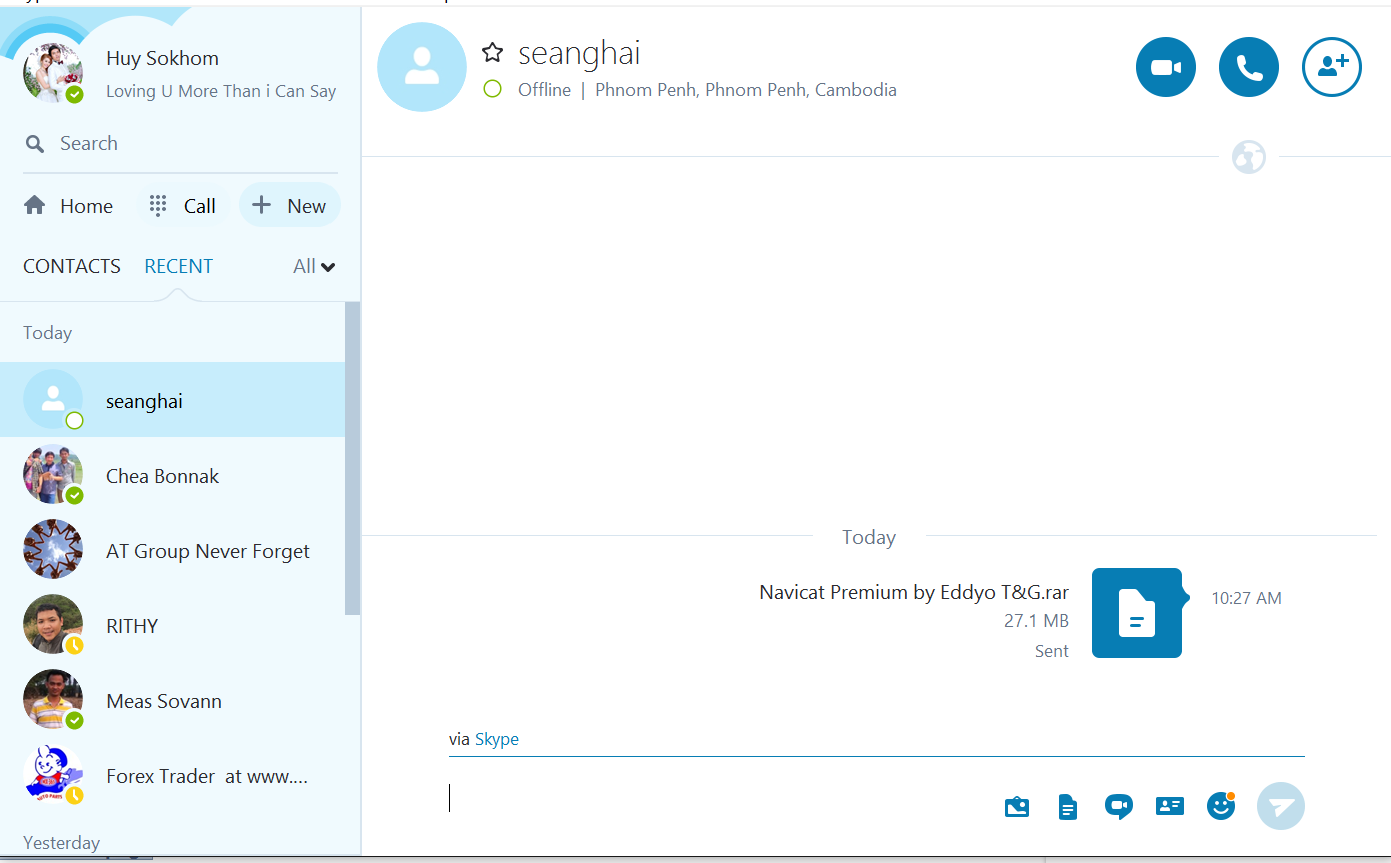 Huy Sokhom
Loving U More Than i Can Say
Search
Home
Call
New
CONTACTS
RECENT
All
Today
seanghai
Chea Bonnak
AT Group Never Forget
RITHY
Meas Sovann
Forex Trader at www....
Yesterday
seanghai
Offline | Phnom Penh, Phnom Penh, Cambodia
Today
Navicat Premium by Eddyo T&G.rar
27.1 MB
Sent
10:27 AM
via Skype